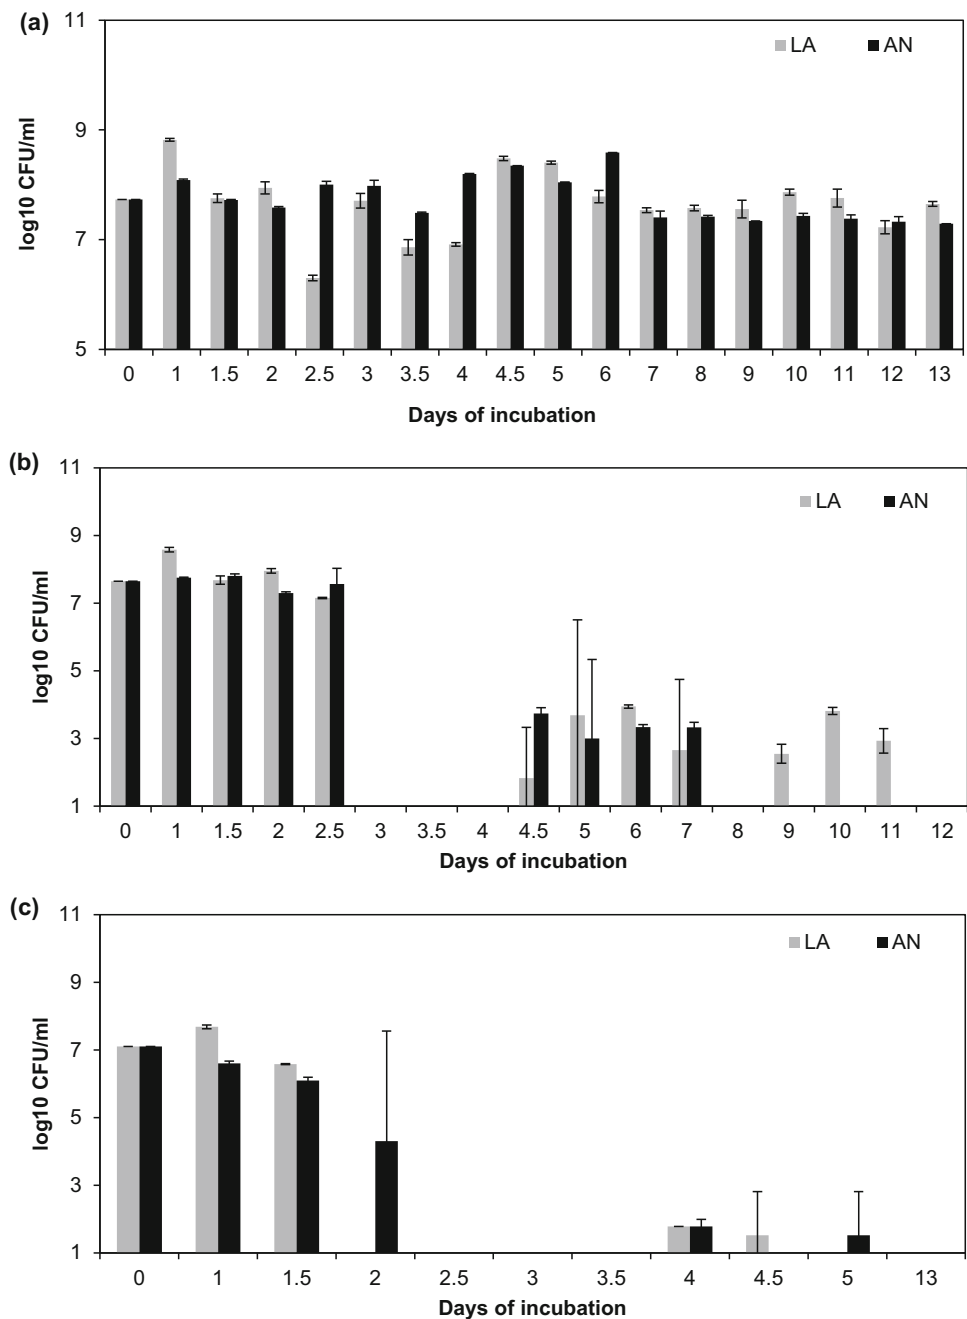 (a)
11
LA AN
9
7
5
log10 CFU/ml
0 1 1.5 2 2.5 3 3.5 4 4.5 5 6 7 8 9 10 11 12 13
Days of incubation
(b)
11
LA AN
9
7
5
3
1
log10 CFU/ml
0 1 1.5 2 2.5 3 3.5 4 4.5 5 6 7 8 9 10 11 12
Days of incubation
(c)
11
LA AN
9
7
5
3
1
log10 CFU/ml
0 1 1.5 2 2.5 3 3.5 4 4.5 5 13
Days of incubation